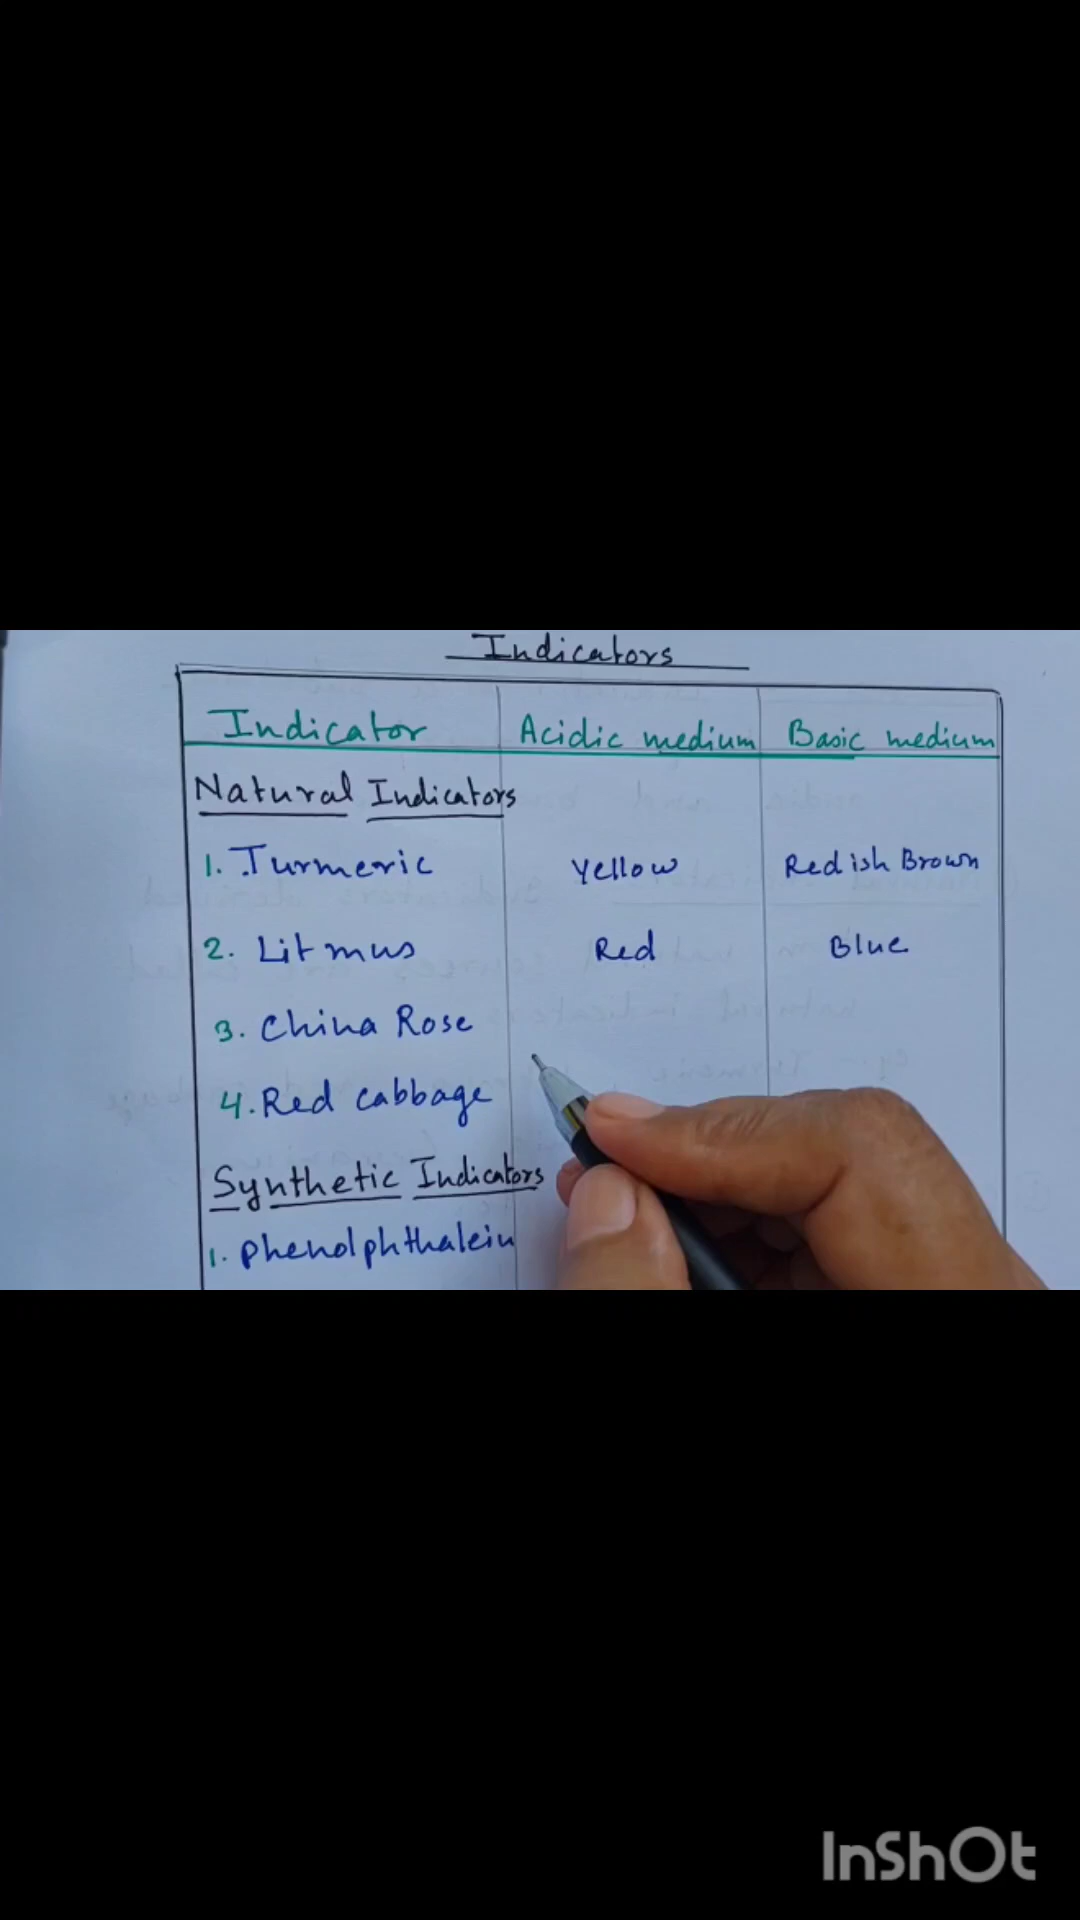 Indicators
Indicator Acidic medium Basic medium
Natural Indicators
1. Turmeric Yellow Redish Brown
2. Litmus Red Blue
3. China Rose
4. Red cabbage
Synthetic Indicators
1. Phenolphthalein
InShOt